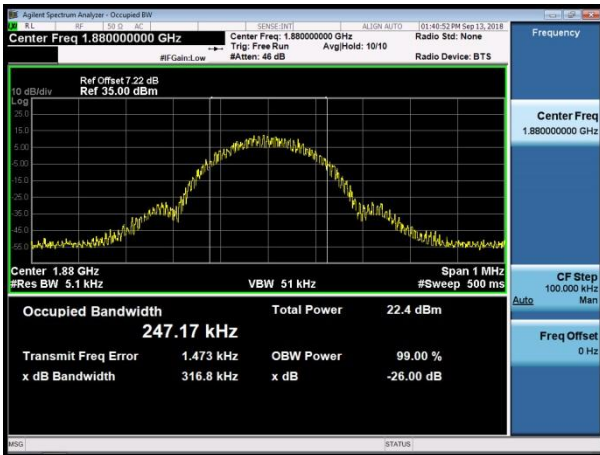 Agilent Spectrum Analyzer - Occupied BW
RL RF 50 Ω AC SENSE:INT ALIGN AUTO 01:40:52 PM Sep 13, 2018
Center Freq 1.880000000 GHz
Center Freq: 1.880000000 GHz
Radio Std: None
Trig: Free Run Avg|Hold: 10/10
#IFGain:Low #Atten: 46 dB Radio Device: BTS
Ref Offset 7.22 dB
10 dB/div Ref 35.00 dBm
Log
25.0
15.0
5.00
-5.00
-15.0
-25.0
-35.0
-45.0
-55.0
Center 1.88 GHz Span 1 MHz
#Res BW 5.1 kHz VBW 51 kHz #Sweep 500 ms
Occupied Bandwidth Total Power 22.4 dBm
247.17 kHz
Transmit Freq Error 1.473 kHz OBW Power 99.00 %
x dB Bandwidth 316.8 kHz x dB -26.00 dB
MSG STATUS
Frequency
Center Freq
1.880000000 GHz
CF Step
100.000 kHz
Auto Man
Freq Offset
0 Hz